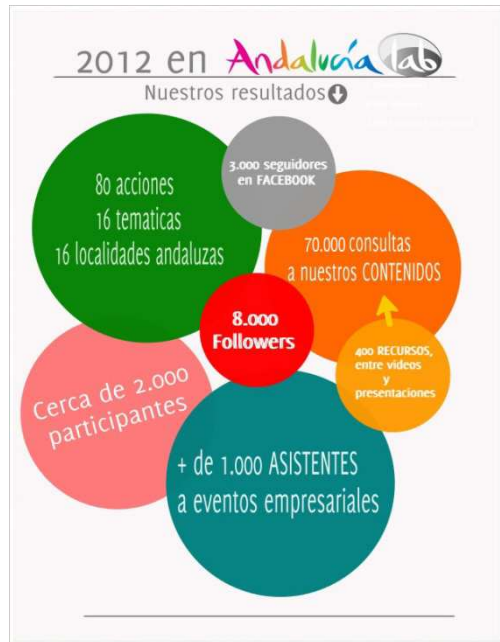 2012 en Andalucía lab
Nuestros resultados
3.000 seguidores
en FACEBOOK
80 acciones
16 tematicas
16 localidades andaluzas
70.000 consultas
a nuestros CONTENIDOS
8.000
Followers
400 RECURSOS,
entre videos
y
presentaciones
Cerca de 2.000
participantes
+ de 1.000 ASISTENTES
a eventos empresariales